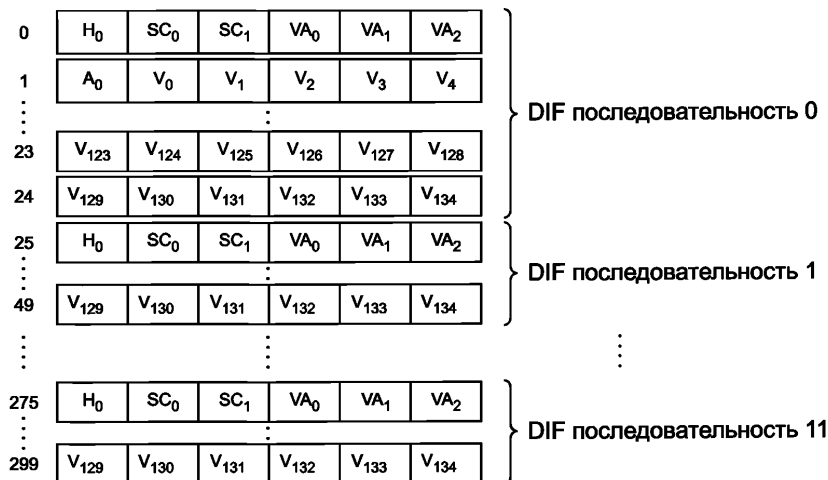 0 H₀ SC₀ SC₁ VA₀ VA₁ VA₂
1 A₀ V₀ V₁ V₂ V₃ V₄
DIF последовательность 0
23 V₁₂₃ V₁₂₄ V₁₂₅ V₁₂₆ V₁₂₇ V₁₂₈
24 V₁₂₉ V₁₃₀ V₁₃₁ V₁₃₂ V₁₃₃ V₁₃₄
25 H₀ SC₀ SC₁ VA₀ VA₁ VA₂
DIF последовательность 1
49 V₁₂₉ V₁₃₀ V₁₃₁ V₁₃₂ V₁₃₃ V₁₃₄
275 H₀ SC₀ SC₁ VA₀ VA₁ VA₂
DIF последовательность 11
299 V₁₂₉ V₁₃₀ V₁₃₁ V₁₃₂ V₁₃₃ V₁₃₄